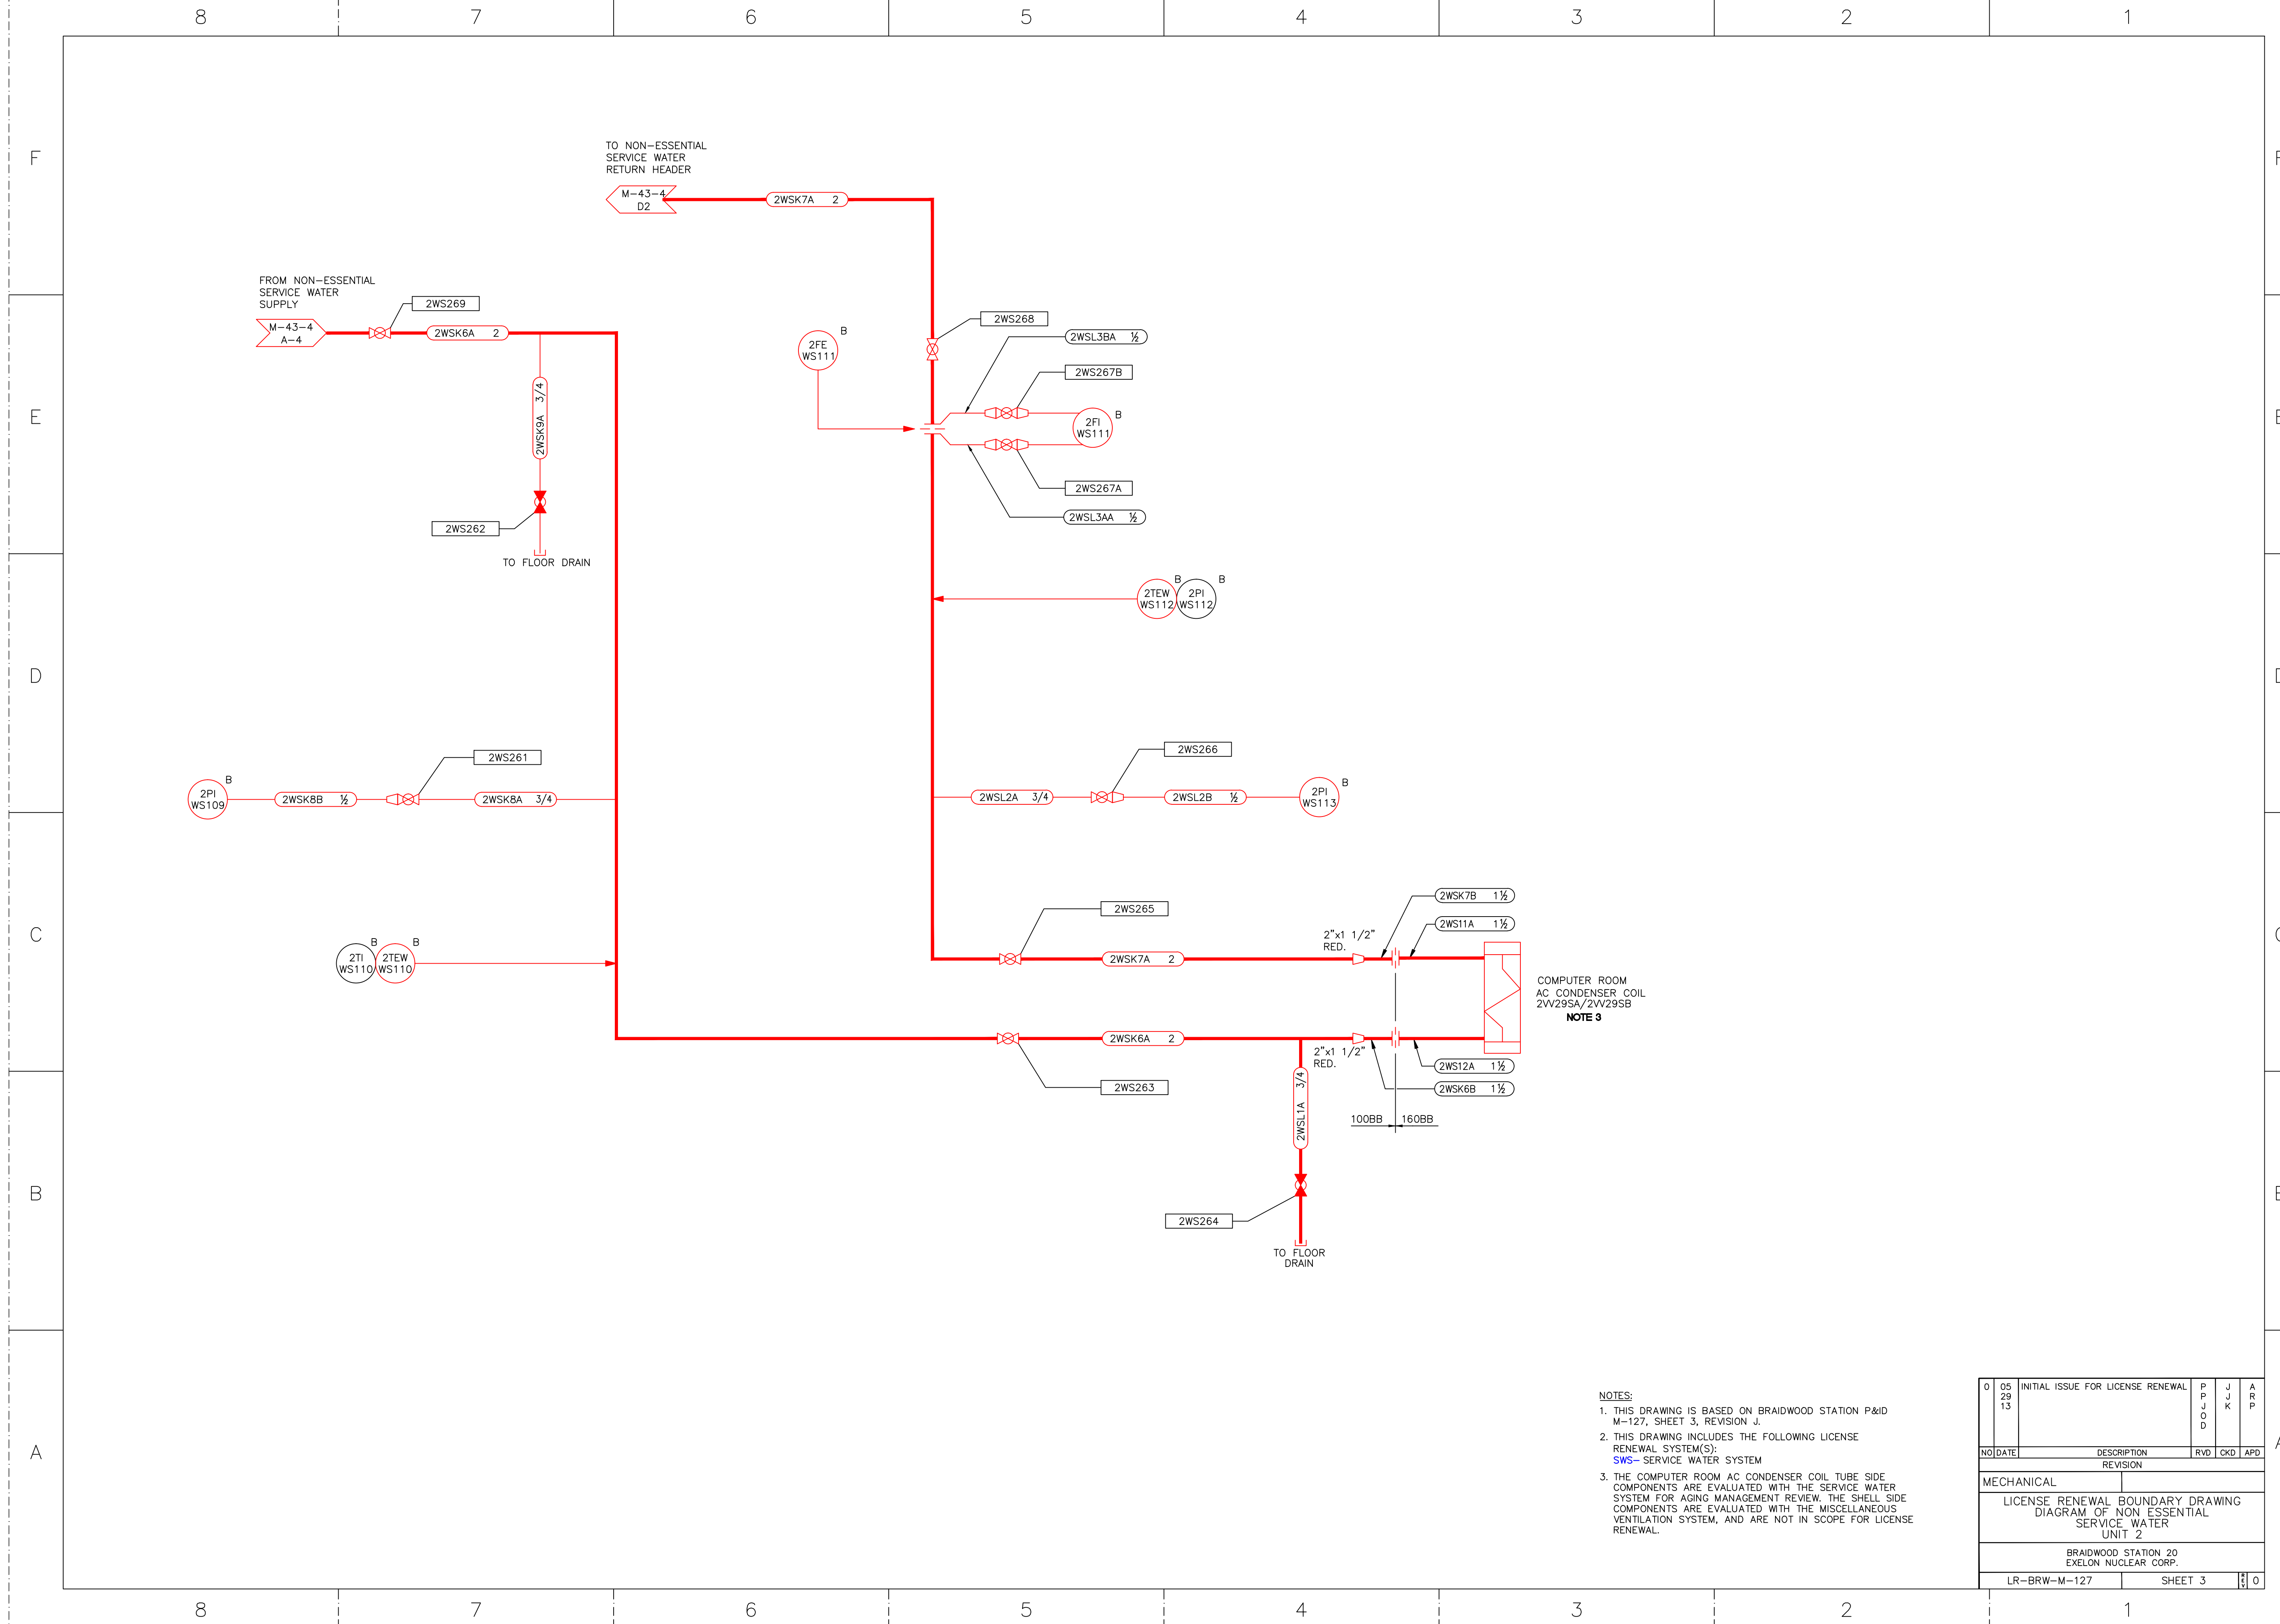 8 7 6 5 4 3 2 1
F
TO NON-ESSENTIAL
SERVICE WATER
RETURN HEADER
M-43-4
D2
2WSK7A 2
FROM NON-ESSENTIAL
SERVICE WATER
SUPPLY
M-43-4
A-4
2WS269
2WSK6A 2
2WS268
2WSL3BA ½
2FE
WS111
B
2WS267B
E
2WSK9A 3/4
2FI
WS111
B
2WS267A
2WSL3AA ½
2WS262
TO FLOOR DRAIN
2TEW
WS112
B
2PI
WS112
B
D
2WS261
2WS266
2PI
WS109
B
2WSK8B ½
2WSK8A 3/4
2WSL2A 3/4
2WSL2B ½
2PI
WS113
B
2WSK7B 1½
2WS265
2WS11A 1½
C
2"x1 1/2"
RED.
2TI
WS110
B
2TEW
WS110
B
2WSK7A 2
COMPUTER ROOM
AC CONDENSER COIL
2VV29SA/2VV29SB
NOTE 3
2WSK6A 2
2"x1 1/2"
RED.
2WS12A 1½
2WS263
2WSK6B 1½
2WSL1A 3/4
100BB 160BB
B
2WS264
TO FLOOR
DRAIN
A
NOTES:
1. THIS DRAWING IS BASED ON BRAIDWOOD STATION P&ID
M-127, SHEET 3, REVISION J.
2. THIS DRAWING INCLUDES THE FOLLOWING LICENSE
RENEWAL SYSTEM(S):
SWS- SERVICE WATER SYSTEM
3. THE COMPUTER ROOM AC CONDENSER COIL TUBE SIDE
COMPONENTS ARE EVALUATED WITH THE SERVICE WATER
SYSTEM FOR AGING MANAGEMENT REVIEW. THE SHELL SIDE
COMPONENTS ARE EVALUATED WITH THE MISCELLANEOUS
VENTILATION SYSTEM, AND ARE NOT IN SCOPE FOR LICENSE
RENEWAL.
0 05 29 13 INITIAL ISSUE FOR LICENSE RENEWAL PPJOD JJK ARP
NO DATE DESCRIPTION RVD CKD APD
REVISION
MECHANICAL
LICENSE RENEWAL BOUNDARY DRAWING
DIAGRAM OF NON ESSENTIAL
SERVICE WATER
UNIT 2
BRAIDWOOD STATION 20
EXELON NUCLEAR CORP.
LR-BRW-M-127 SHEET 3 REV 0
8 7 6 5 4 3 2 1